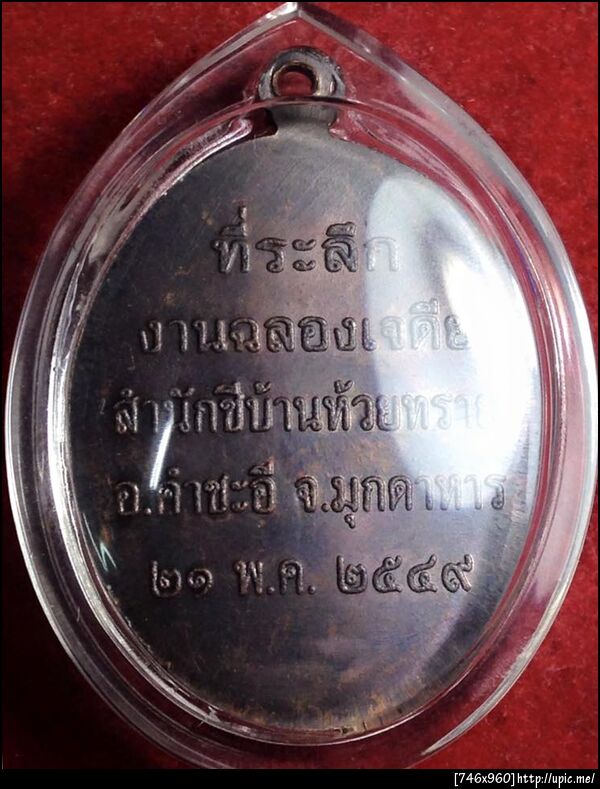 ที่ระลึก
งานฉลองเจดีย์
สำนักชีบ้านห้วยทราย
อ.คำชะอี จ.มุกดาหาร
๒๑ พ.ค. ๒๕๔๙
[746x960]http://upic.me/